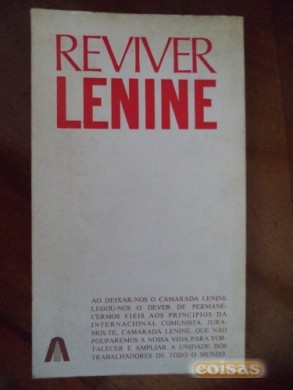 REVIVER
LENINE
AO DEIXAR-NOS O CAMARADA LENINE
LEGOU-NOS O DEVER DE PERMANE-
CERMOS FIEIS AOS PRINCIPIOS DA
INTERNACIONAL COMUNISTA. JURA-
MOS-TE, CAMARADA LENINE, QUE NÃO
POUPAREMOS A NOSSA VIDA PARA FOR-
TALECER E AMPLIAR A UNIDADE DOS
TRABALHADORES DE TODO O MUNDO.
coisas